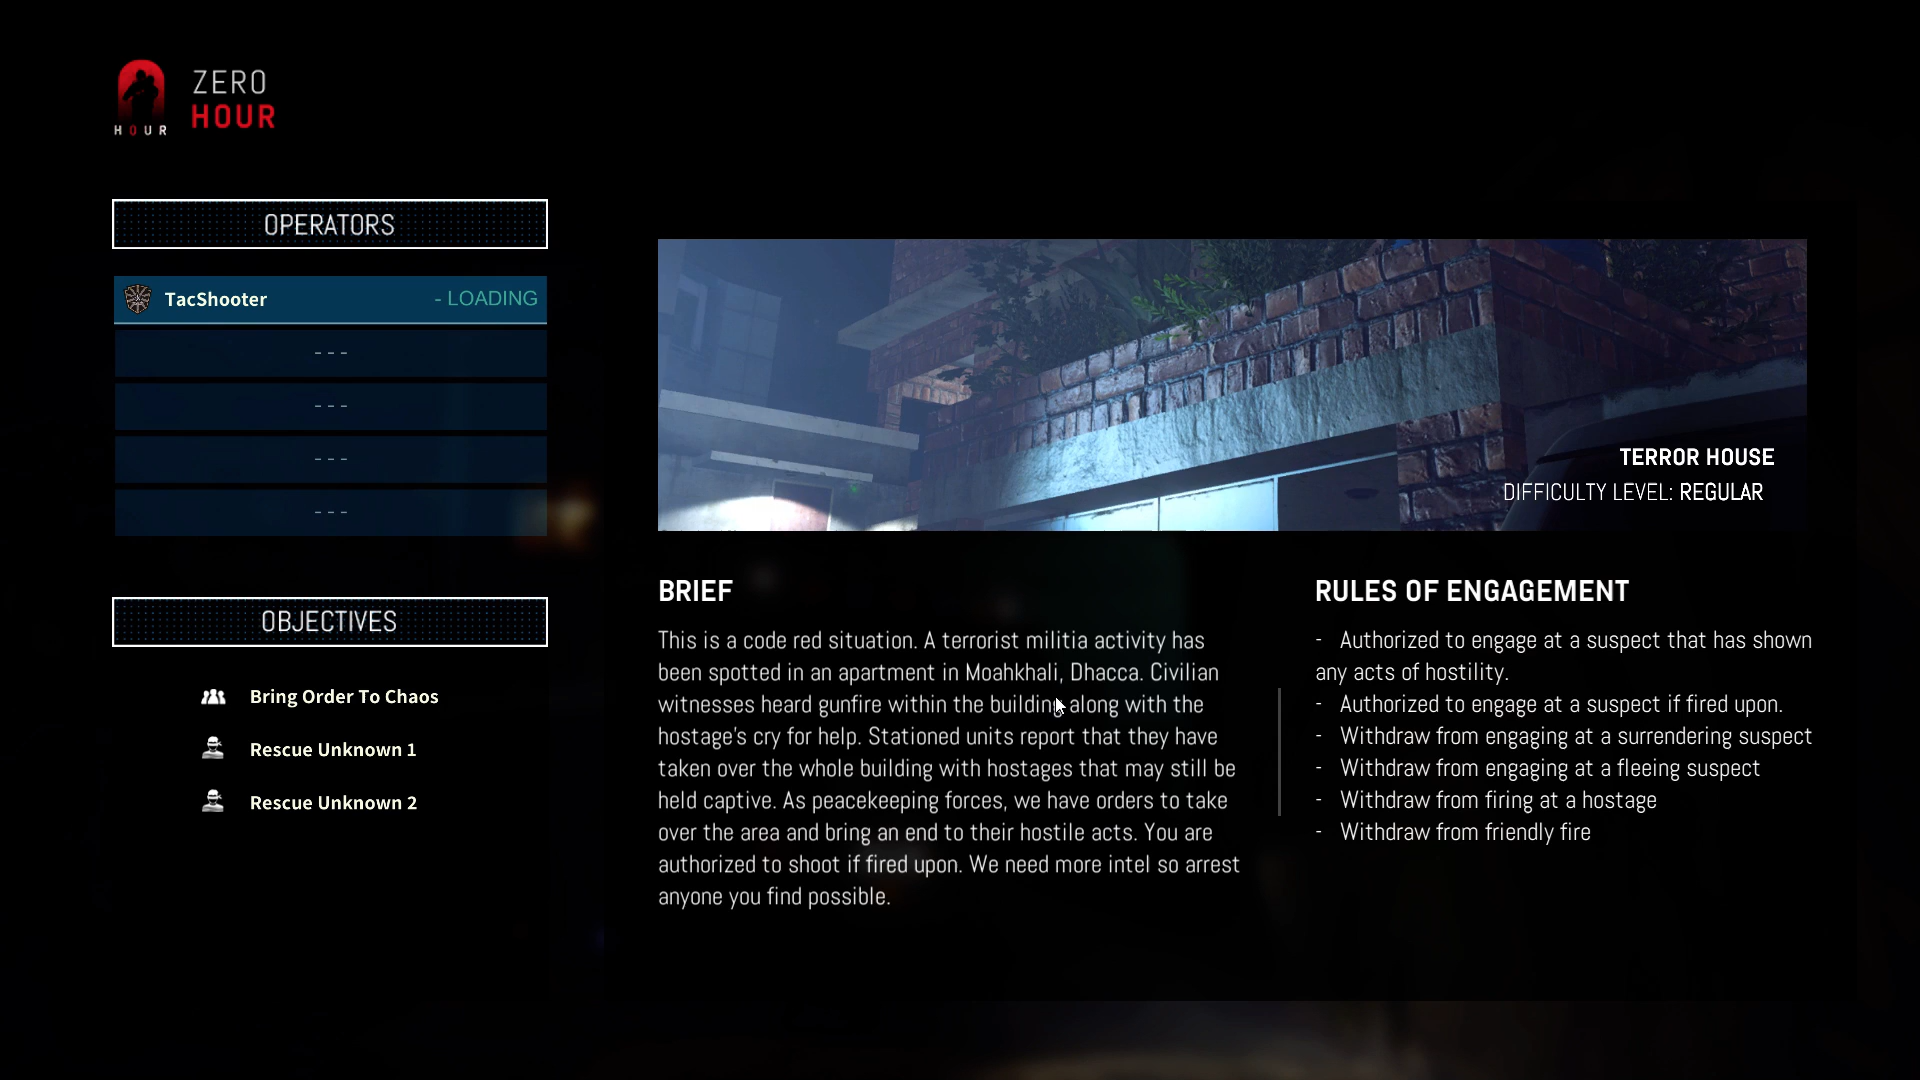 ZERO
HOUR
HOUR
OPERATORS
TacShooter - LOADING
- - -
- - -
- - -
- - -
OBJECTIVES
Bring Order To Chaos
Rescue Unknown 1
Rescue Unknown 2
TERROR HOUSE
DIFFICULTY LEVEL: REGULAR
BRIEF
This is a code red situation. A terrorist militia activity has
been spotted in an apartment in Moahkhali, Dhacca. Civilian
witnesses heard gunfire within the building along with the
hostage's cry for help. Stationed units report that they have
taken over the whole building with hostages that may still be
held captive. As peacekeeping forces, we have orders to take
over the area and bring an end to their hostile acts. You are
authorized to shoot if fired upon. We need more intel so arrest
anyone you find possible.
RULES OF ENGAGEMENT
- Authorized to engage at a suspect that has shown
any acts of hostility.
- Authorized to engage at a suspect if fired upon.
- Withdraw from engaging at a surrendering suspect
- Withdraw from engaging at a fleeing suspect
- Withdraw from firing at a hostage
- Withdraw from friendly fire